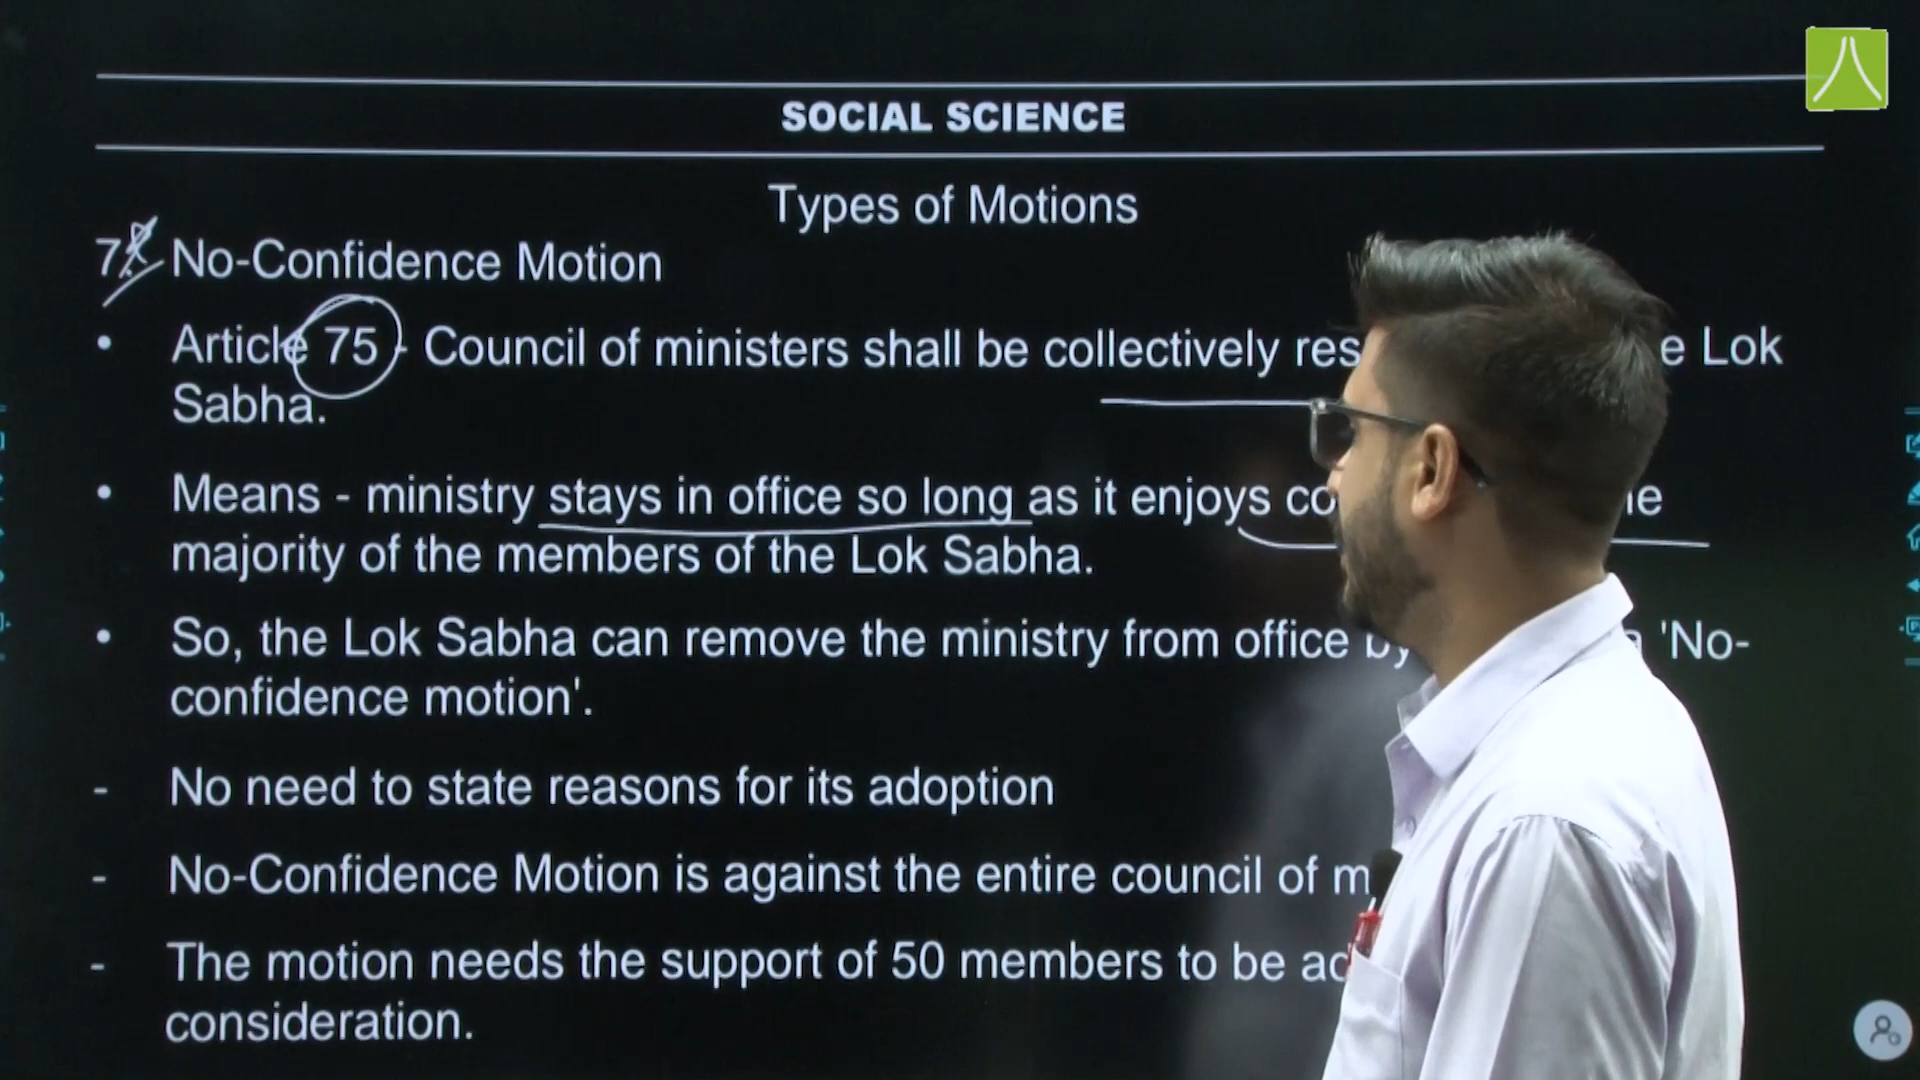 SOCIAL SCIENCE
Types of Motions
7. No-Confidence Motion
• Article 75 - Council of ministers shall be collectively Lok
Sabha.
• Means - ministry stays in office so long as it enjoys
majority of the members of the Lok Sabha.
• So, the Lok Sabha can remove the ministry from office 'No-
confidence motion'.
- No need to state reasons for its adoption
- No-Confidence Motion is against the entire council of
- The motion needs the support of 50 members to be
consideration.